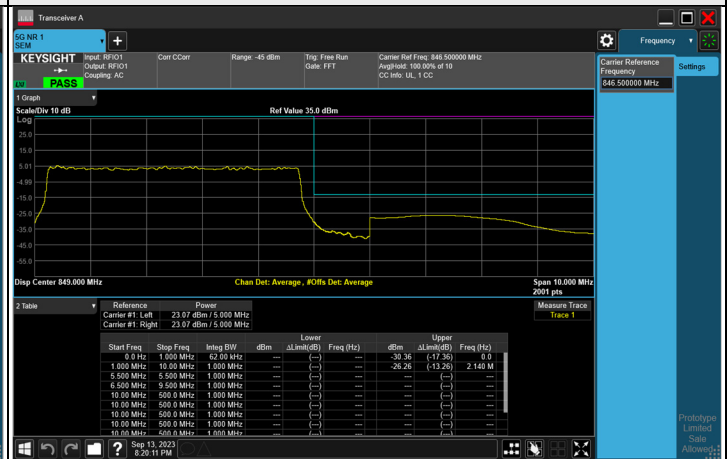 Transceiver A
5G NR 1
SEM
Frequency
KEYSIGHT
Input: RFIO1
Output: RFIO1
Coupling: AC
Corr CCorr
Range: -45 dBm
Trig: Free Run
Gate: FFT
Carrier Ref Freq: 846.500000 MHz
Avg|Hold: 100.00% of 10
CC Info: UL, 1 CC
PASS
Carrier Reference
Frequency
846.500000 MHz
Settings
1 Graph
Scale/Div 10 dB
Ref Value 35.0 dBm
Log
25.0
15.0
5.01
-4.99
-15.0
-25.0
-35.0
-45.0
-55.0
Disp Center 849.000 MHz
Chan Det: Average , #Offs Det: Average
Span 10.000 MHz
2001 pts
2 Table
Reference Power
Carrier #1: Left 23.07 dBm / 5.000 MHz
Carrier #1: Right 23.07 dBm / 5.000 MHz
Measure Trace
Trace 1
Lower Upper
Start Freq Stop Freq Integ BW dBm ΔLimit(dB) Freq (Hz) dBm ΔLimit(dB) Freq (Hz)
0.0 Hz 1.000 MHz 62.00 kHz --- (---) --- -30.36 (-17.36) 0.0
1.000 MHz 10.00 MHz 1.000 MHz --- (---) --- -26.26 (-13.26) 2.140 M
5.500 MHz 5.500 MHz 1.000 MHz --- (---) --- --- (---) ---
6.500 MHz 9.500 MHz 1.000 MHz --- (---) --- --- (---) ---
10.00 MHz 500.0 MHz 1.000 MHz --- (---) --- --- (---) ---
10.00 MHz 500.0 MHz 1.000 MHz --- (---) --- --- (---) ---
10.00 MHz 500.0 MHz 1.000 MHz --- (---) --- --- (---) ---
10.00 MHz 500.0 MHz 1.000 MHz --- (---) --- --- (---) ---
Prototype
Limited
Sale
Allowed
Sep 13, 2023
8:20:11 PM